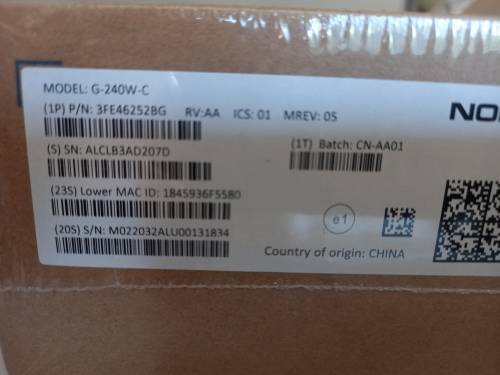 MODEL: G-240W-C
(1P) P/N: 3FE46252BG RV:AA ICS: 01 MREV: 05
(S) SN: ALCLB3AD207D
(1T) Batch: CN-AA01
(23S) Lower MAC ID: 1845936F5580
(20S) S/N: M022032ALU00131834
e1
Country of origin: CHINA